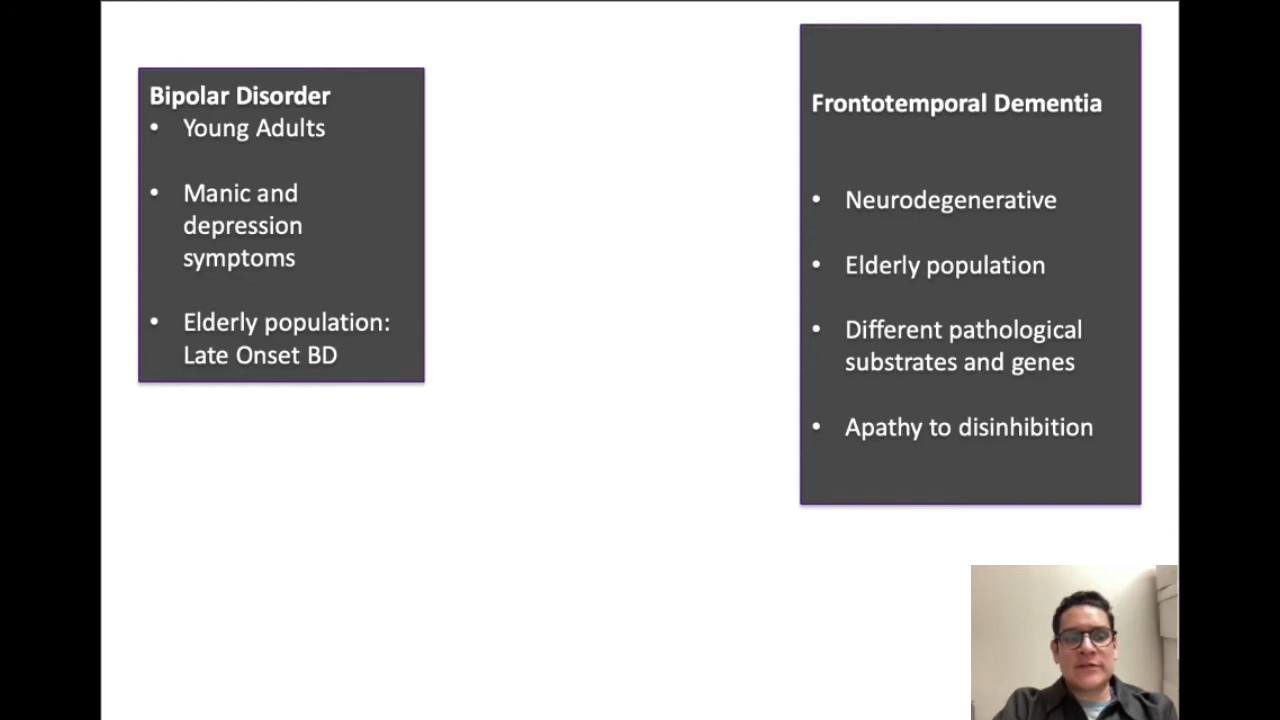 Bipolar Disorder
• Young Adults
• Manic and
depression
symptoms
• Elderly population:
Late Onset BD
Frontotemporal Dementia
• Neurodegenerative
• Elderly population
• Different pathological
substrates and genes
• Apathy to disinhibition